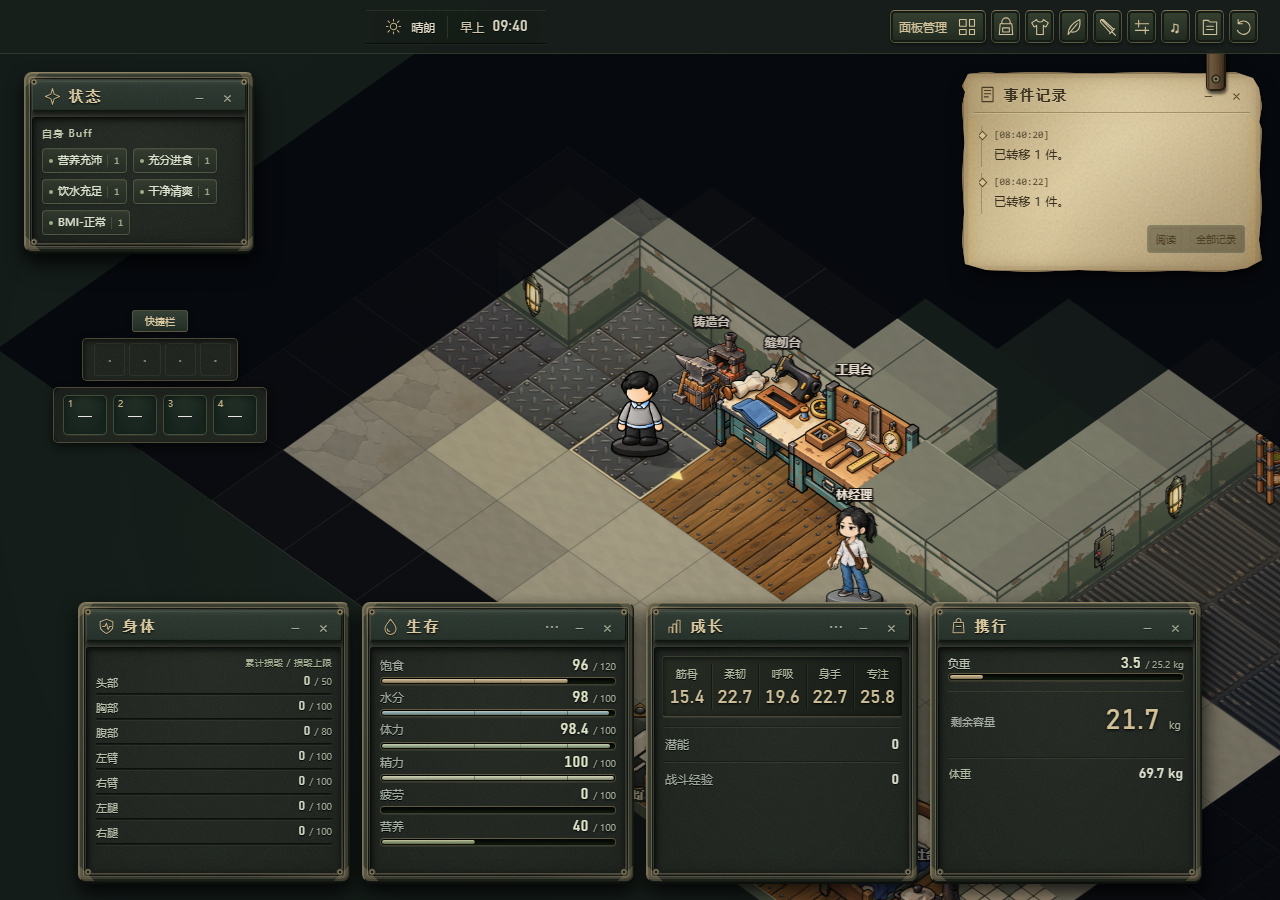 晴朗 早上 09:40
面板管理
状态
自身 Buff
营养充沛 1 充分进食 1
饮水充足 1 干净清爽 1
BMI-正常 1
事件记录
[08:40:20]
已转移 1 件。
[08:40:22]
已转移 1 件。
阅读 全部记录
快捷栏
1 2 3 4
铸造台
缝纫台
工具台
林经理
身体
累计损毁 / 损毁上限
头部 0 / 50
胸部 0 / 100
腹部 0 / 80
左臂 0 / 100
右臂 0 / 100
左腿 0 / 100
右腿 0 / 100
生存
饱食 96 / 120
水分 98 / 100
体力 98.4 / 100
精力 100 / 100
疲劳 0 / 100
营养 40 / 100
成长
筋骨 柔韧 呼吸 身手 专注
15.4 22.7 19.6 22.7 25.8
潜能 0
战斗经验 0
携行
负重 3.5 / 25.2 kg
剩余容量 21.7 kg
体重 69.7 kg